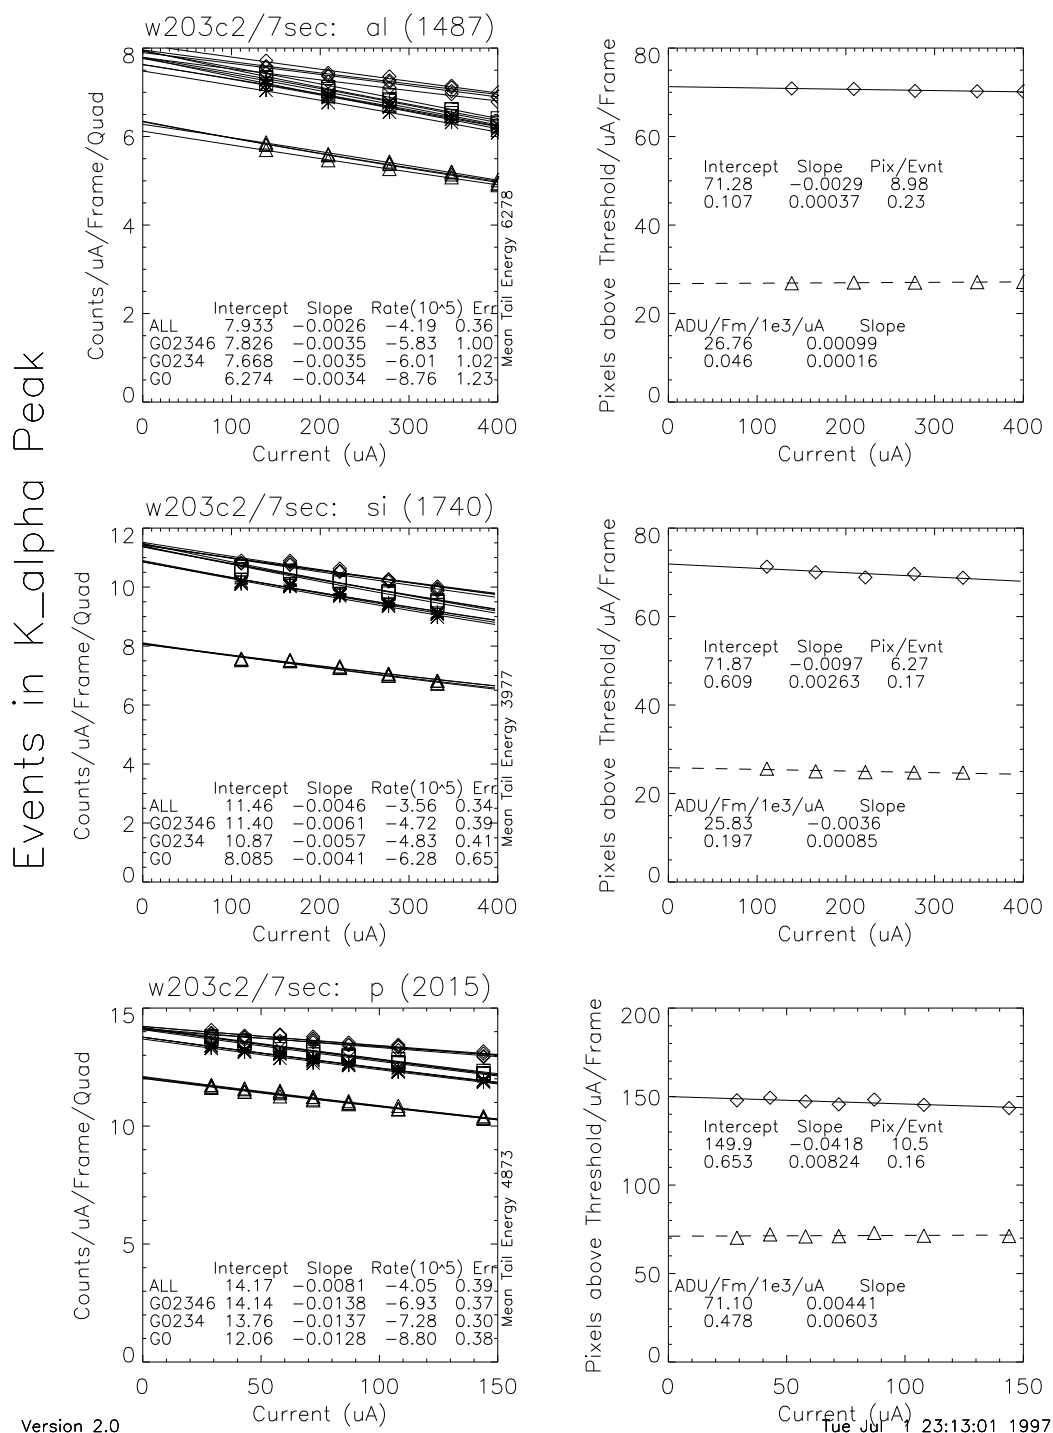 Events in K_alpha Peak
w203c2/7sec: al (1487)
Counts/uA/Frame/Quad
8
6
4
2
0
Intercept Slope Rate(10^5) Err
ALL 7.933 -0.0026 -4.19 0.36
G02346 7.826 -0.0035 -5.83 1.00
G0234 7.668 -0.0035 -6.01 1.02
G0 6.274 -0.0034 -8.76 1.23
0 100 200 300 400
Current (uA)
Mean Tail Energy 6278
Pixels above Threshold/uA/Frame
80
60
40
20
0
Intercept Slope Pix/Evnt
71.28 -0.0029 8.98
0.107 0.00037 0.23
ADU/Fm/1e3/uA Slope
26.76 0.00099
0.046 0.00016
0 100 200 300 400
Current (uA)
w203c2/7sec: si (1740)
Counts/uA/Frame/Quad
12
10
8
6
4
2
0
Intercept Slope Rate(10^5) Err
ALL 11.46 -0.0046 -3.56 0.34
G02346 11.40 -0.0061 -4.72 0.39
G0234 10.87 -0.0057 -4.83 0.41
G0 8.085 -0.0041 -6.28 0.65
0 100 200 300 400
Current (uA)
Mean Tail Energy 3977
Pixels above Threshold/uA/Frame
80
60
40
20
0
Intercept Slope Pix/Evnt
71.87 -0.0097 6.27
0.609 0.00263 0.17
ADU/Fm/1e3/uA Slope
25.83 -0.0036
0.197 0.00085
0 100 200 300 400
Current (uA)
w203c2/7sec: p (2015)
Counts/uA/Frame/Quad
15
10
5
0
Intercept Slope Rate(10^5) Err
ALL 14.17 -0.0081 -4.05 0.39
G02346 14.14 -0.0138 -6.93 0.37
G0234 13.76 -0.0137 -7.28 0.30
G0 12.06 -0.0128 -8.80 0.38
0 50 100 150
Current (uA)
Mean Tail Energy 4873
Pixels above Threshold/uA/Frame
200
150
100
50
0
Intercept Slope Pix/Evnt
149.9 -0.0418 10.5
0.653 0.00824 0.16
ADU/Fm/1e3/uA Slope
71.10 0.00441
0.478 0.00603
0 50 100 150
Current (uA)
Version 2.0
Tue Jul 1 23:13:01 1997